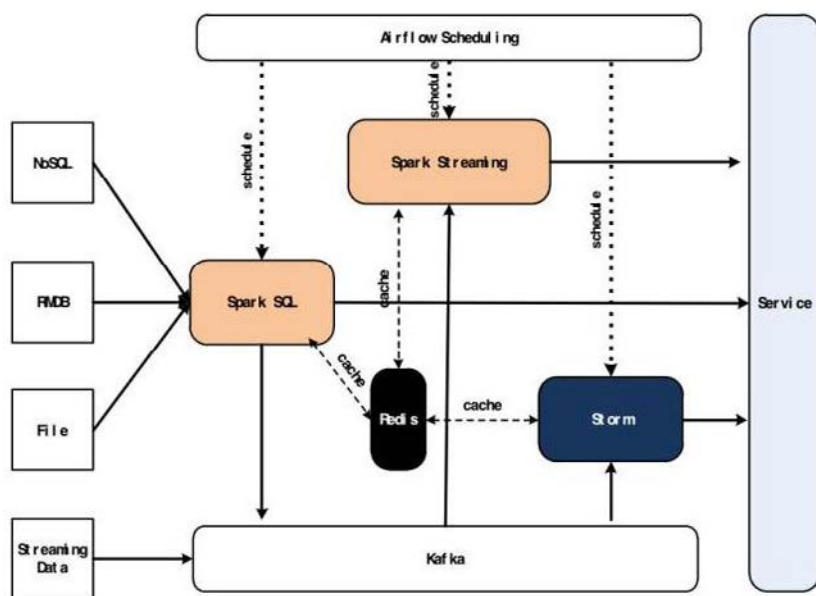 Airflow Scheduling
schedule
schedule
schedule
NoSQL
Spark Streaming
cache
RMDB
Spark SQL
Service
cache
cache
File
Redis
Storm
Streaming
Data
Kafka